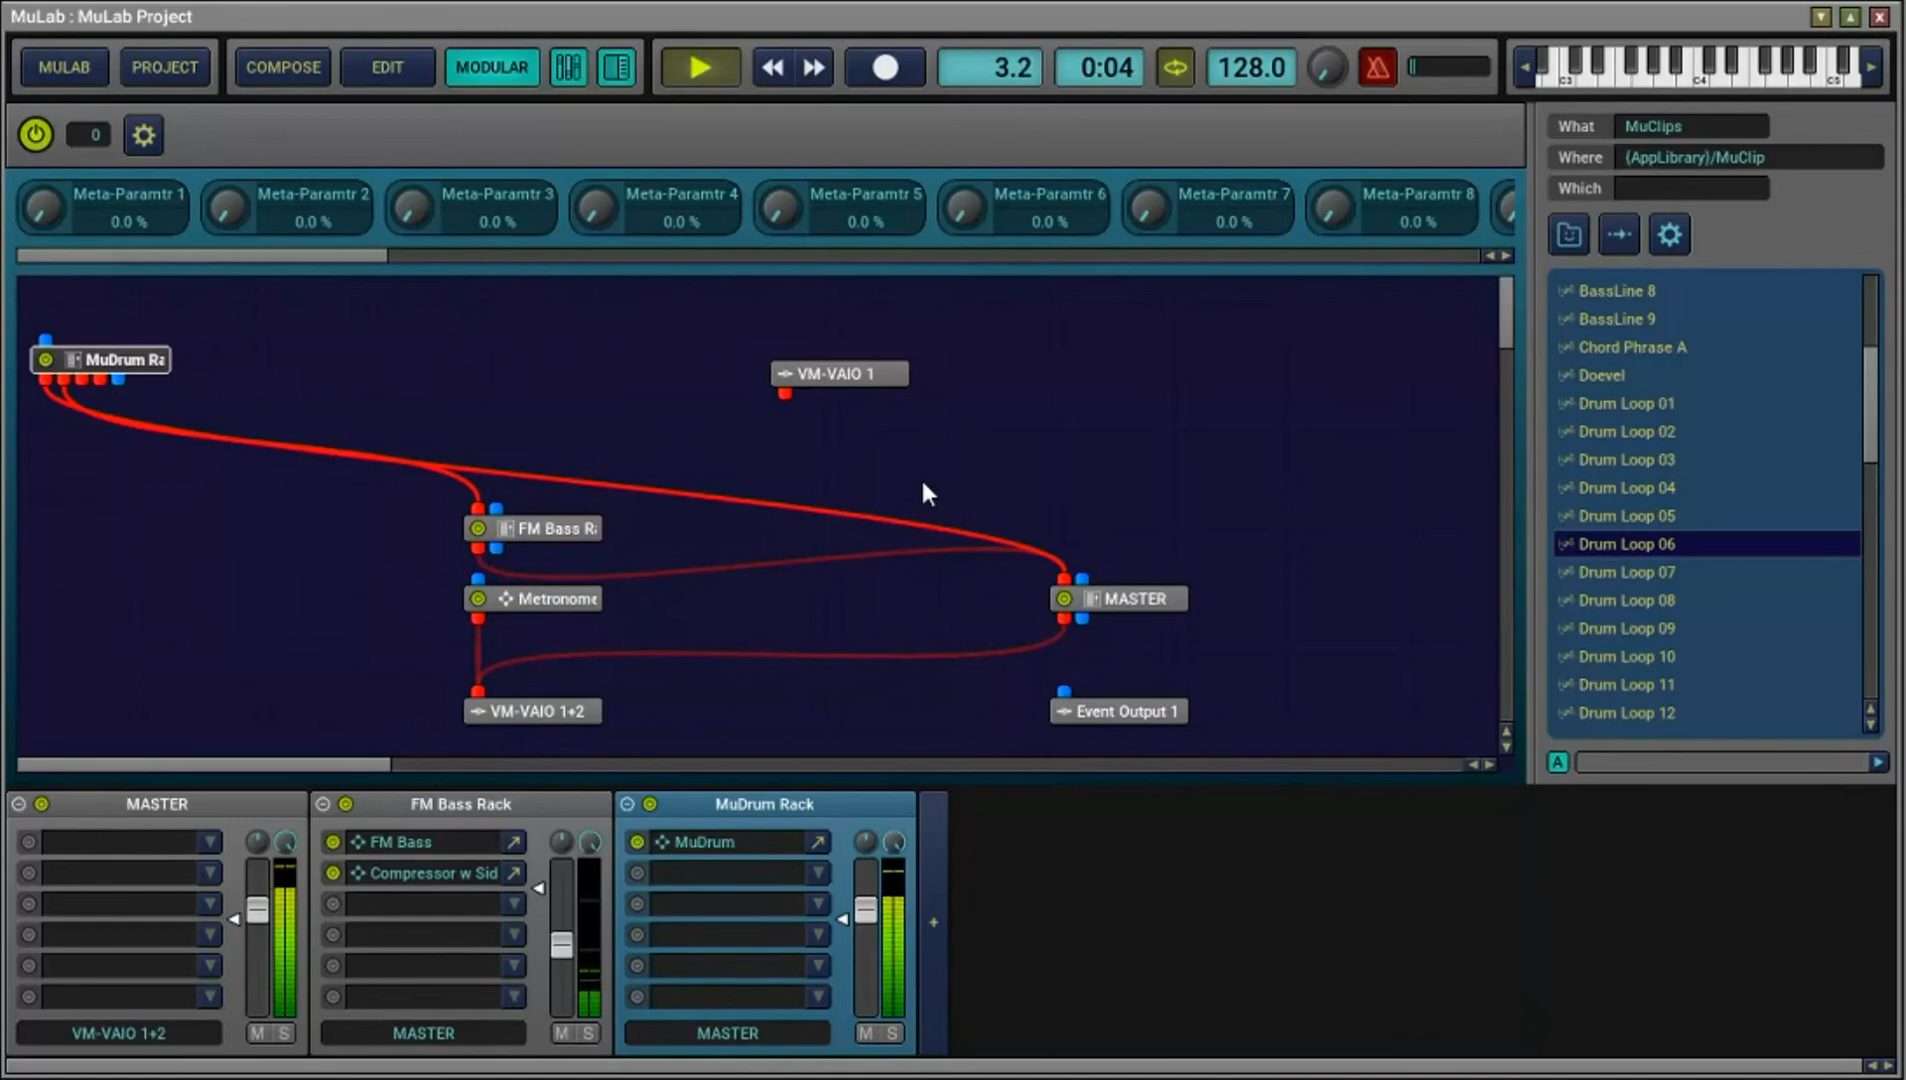 MuLab : MuLab Project
MULAB PROJECT COMPOSE EDIT MODULAR 3.2 0:04 128.0 C3 C4 C5
0
Meta-Paramtr 1 Meta-Paramtr 2 Meta-Paramtr 3 Meta-Paramtr 4 Meta-Paramtr 5 Meta-Paramtr 6 Meta-Paramtr 7 Meta-Paramtr 8
0.0 % 0.0 % 0.0 % 0.0 % 0.0 % 0.0 % 0.0 % 0.0 %
MuDrum Ra
VM-VAIO 1
FM Bass Ra
Metronome
MASTER
VM-VAIO 1+2
Event Output 1
What MuClips
Where (AppLibrary)/MuClip
Which
BassLine 8
BassLine 9
Chord Phrase A
Doevel
Drum Loop 01
Drum Loop 02
Drum Loop 03
Drum Loop 04
Drum Loop 05
Drum Loop 06
Drum Loop 07
Drum Loop 08
Drum Loop 09
Drum Loop 10
Drum Loop 11
Drum Loop 12
A
MASTER
VM-VAIO 1+2 M S
FM Bass Rack
FM Bass
Compressor w Sid
MASTER M S
MuDrum Rack
MuDrum
MASTER M S
+